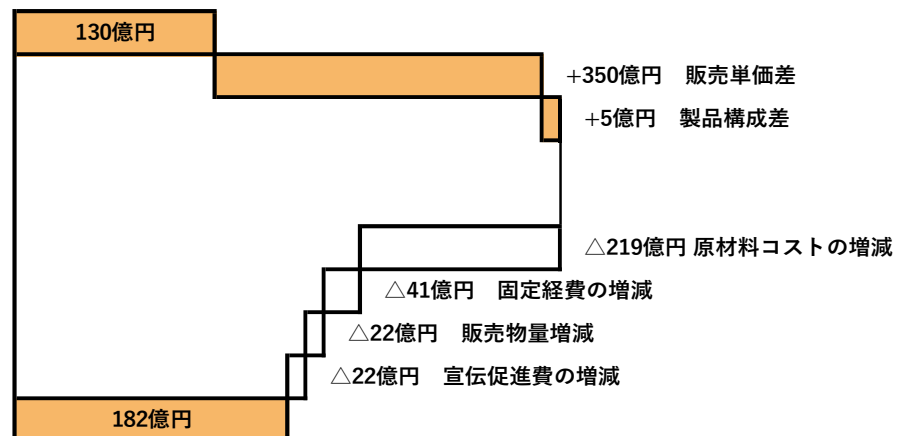 130億円
+350億円 販売単価差
+5億円 製品構成差
△219億円 原材料コストの増減
△41億円 固定経費の増減
△22億円 販売物量増減
△22億円 宣伝促進費の増減
182億円